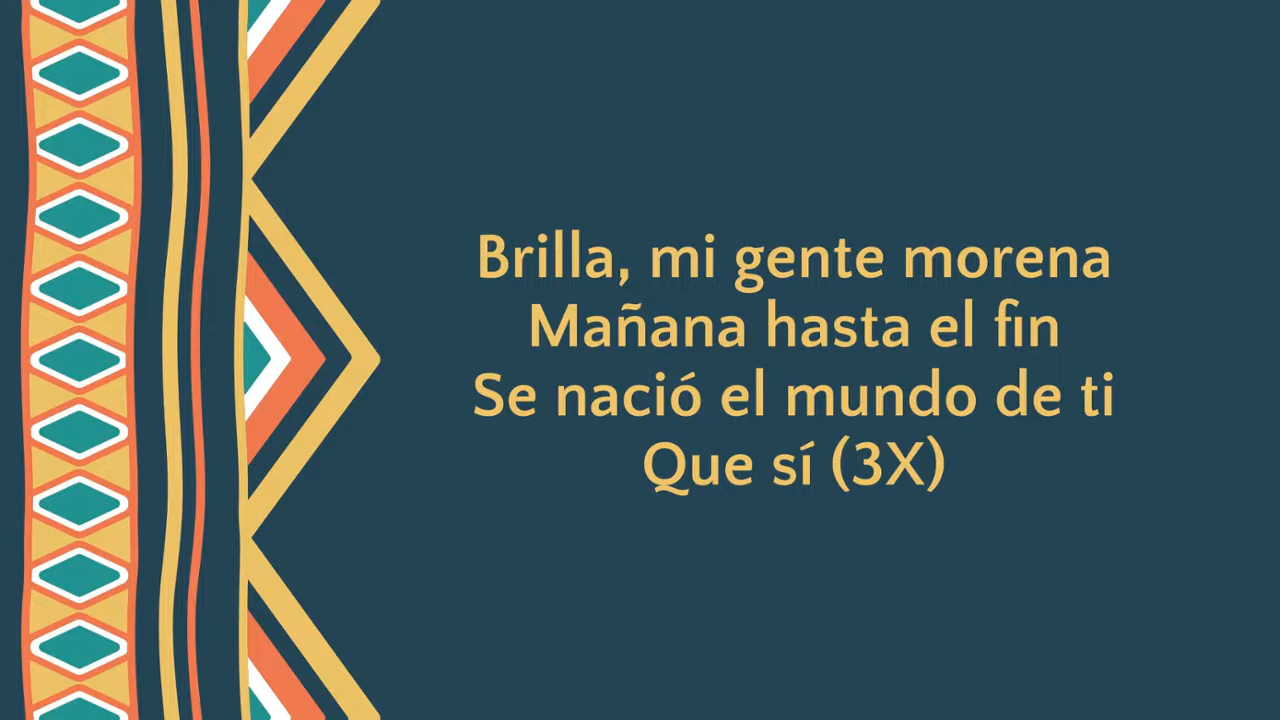 Brilla, mi gente morena
Mañana hasta el fin
Se nació el mundo de ti
Que sí (3X)